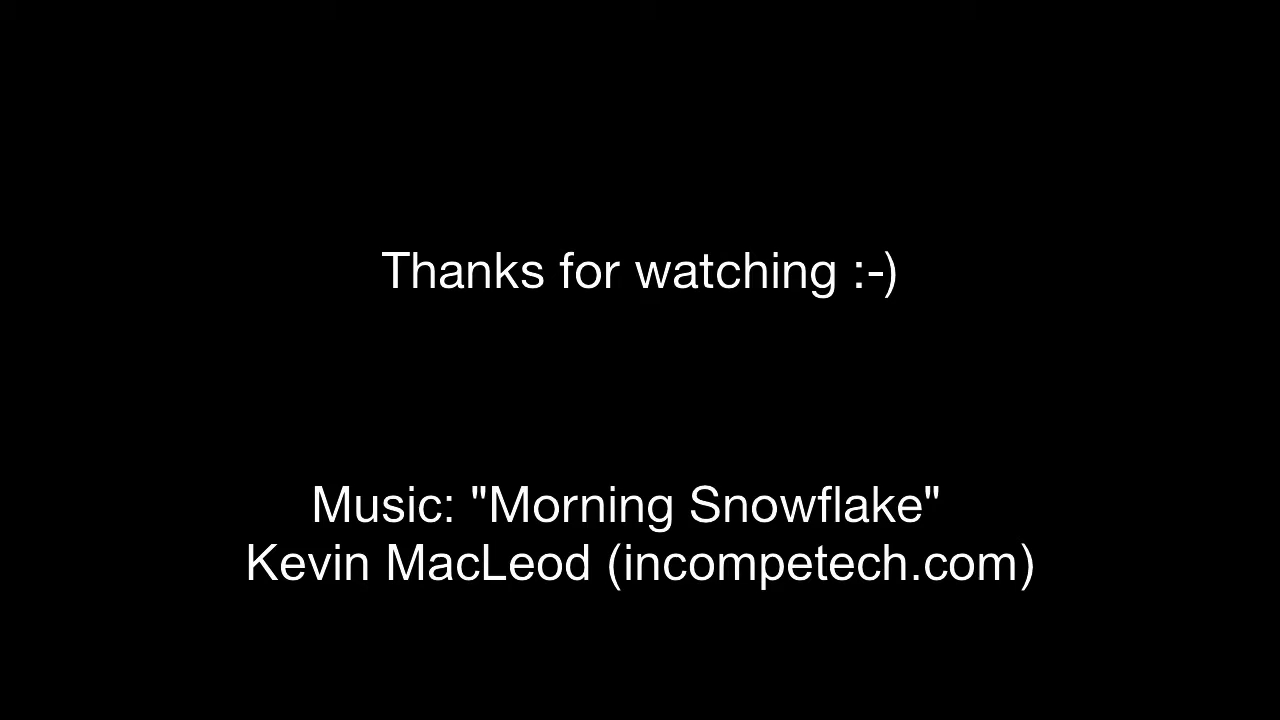 Thanks for watching :-)
Music: "Morning Snowflake"
Kevin MacLeod (incompetech.com)